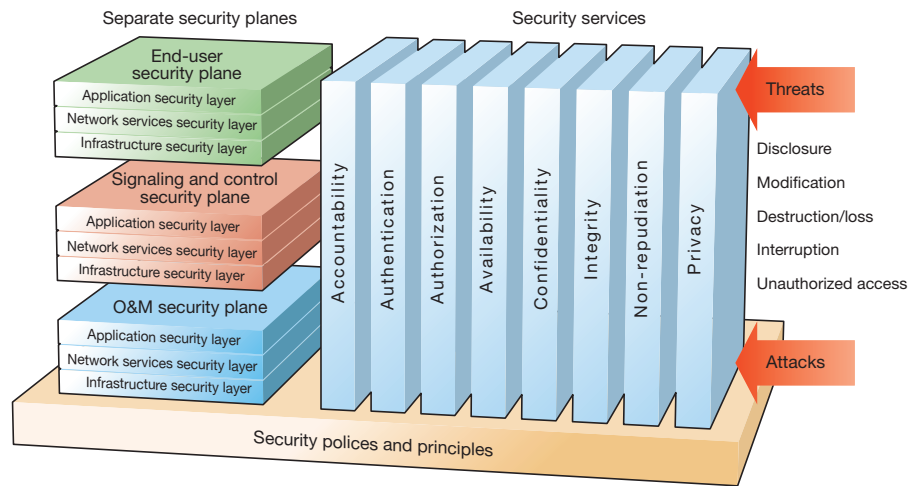 Separate security planes
Security services
End-user
security plane
Application security layer
Network services security layer
Infrastructure security layer
Signaling and control
security plane
Application security layer
Network services security layer
Infrastructure security layer
O&M security plane
Application security layer
Network services security layer
Infrastructure security layer
Accountability
Authentication
Authorization
Availability
Confidentiality
Integrity
Non-repudiation
Privacy
Threats
Disclosure
Modification
Destruction/loss
Interruption
Unauthorized access
Attacks
Security polices and principles